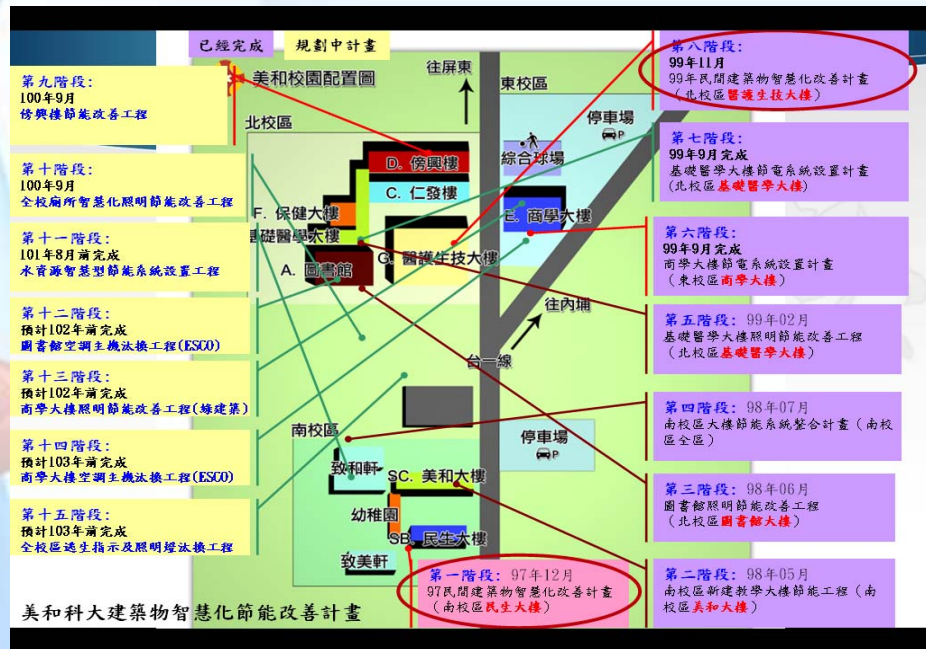 已經完成
規劃中計畫
第九階段:
100年9月
傍興樓節能改善工程
第十階段:
100年9月
全校廁所智慧化照明節能改善工程
第十一階段:
101年8月前完成
水資源智慧型節能系統設置工程
第十二階段:
預計102年前完成
圖書館空調主機汰換工程(ESCO)
第十三階段:
預計102年前完成
商學大樓照明節能改善工程(綠建築)
第十四階段:
預計103年前完成
商學大樓空調主機汰換工程(ESCO)
第十五階段:
預計103年前完成
全校區逃生指示及照明燈汰換工程
美和科大建築物智慧化節能改善計畫
美和校園配置圖
往屏東
東校區
北校區
停車場
P
綜合球場
D. 傍興樓
C. 仁發樓
F. 保健大樓
基礎醫學大樓
E. 商學大樓
G. 醫護生技大樓
A. 圖書館
往內埔
台一線
南校區
停車場
P
致和軒
SC. 美和大樓
幼稚園
SB. 民生大樓
致美軒
第八階段:
99年11月
99年民間建築物智慧化改善計畫
(北校區醫護生技大樓)
第七階段:
99年9月完成
基礎醫學大樓節電系統設置計畫
(北校區基礎醫學大樓)
第六階段:
99年9月完成
商學大樓節電系統設置計畫
(東校區商學大樓)
第五階段: 99年02月
基礎醫學大樓照明節能改善工程
(北校區基礎醫學大樓)
第四階段: 98年07月
南校區大樓節能系統整合計畫(南校
區全區)
第三階段: 98年06月
圖書館照明節能改善工程
(北校區圖書館大樓)
第二階段: 98年05月
南校區新建教學大樓節能工程(南
校區美和大樓)
第一階段: 97年12月
97民間建築物智慧化改善計畫
(南校區民生大樓)